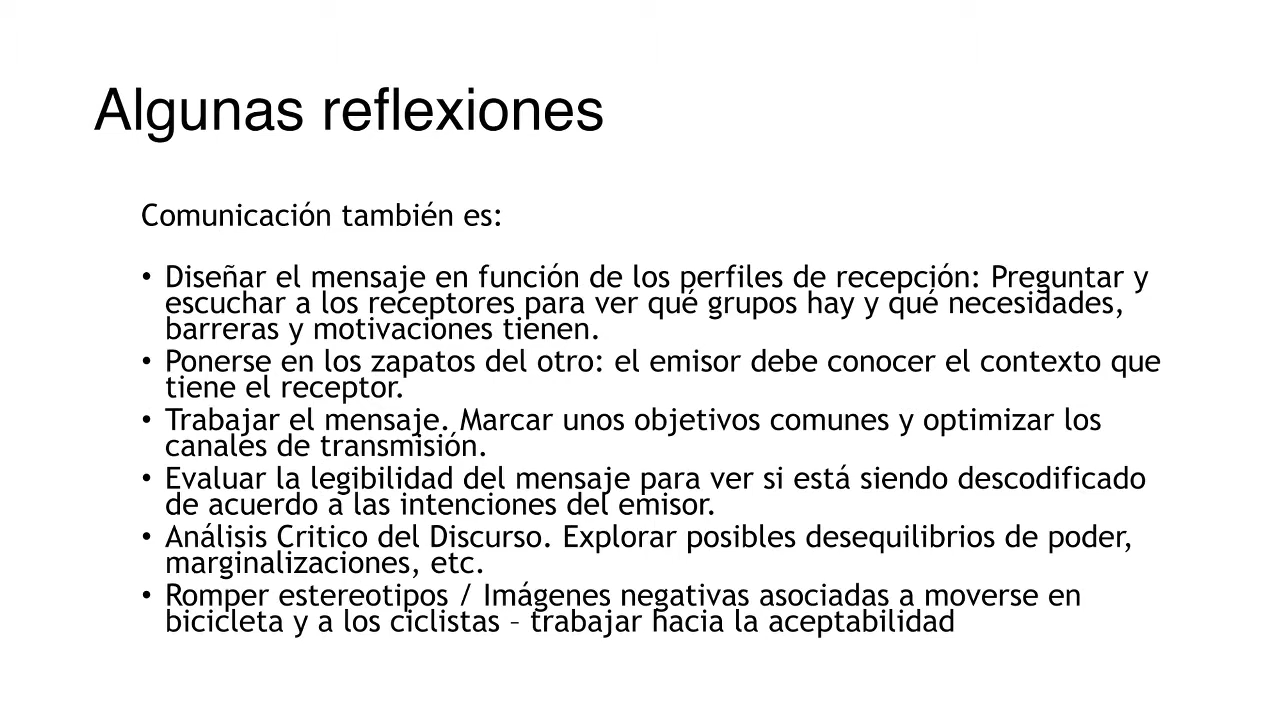 Algunas reflexiones
Comunicación también es:
• Diseñar el mensaje en función de los perfiles de recepción: Preguntar y
escuchar a los receptores para ver qué grupos hay y qué necesidades,
barreras y motivaciones tienen.
• Ponerse en los zapatos del otro: el emisor debe conocer el contexto que
tiene el receptor.
• Trabajar el mensaje. Marcar unos objetivos comunes y optimizar los
canales de transmisión.
• Evaluar la legibilidad del mensaje para ver si está siendo descodificado
de acuerdo a las intenciones del emisor.
• Análisis Critico del Discurso. Explorar posibles desequilibrios de poder,
marginalizaciones, etc.
• Romper estereotipos / Imágenes negativas asociadas a moverse en
bicicleta y a los ciclistas – trabajar hacia la aceptabilidad